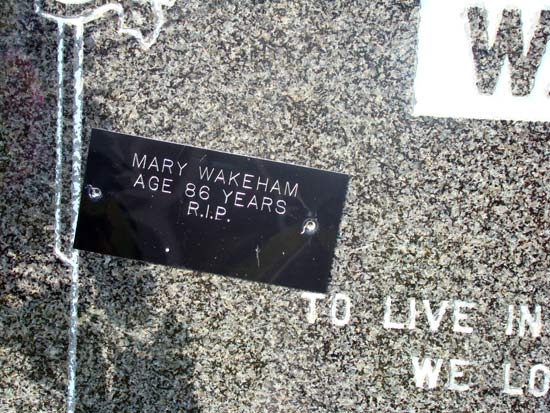 W
MARY WAKEHAM
AGE 86 YEARS
R.I.P.
TO LIVE IN
WE LO